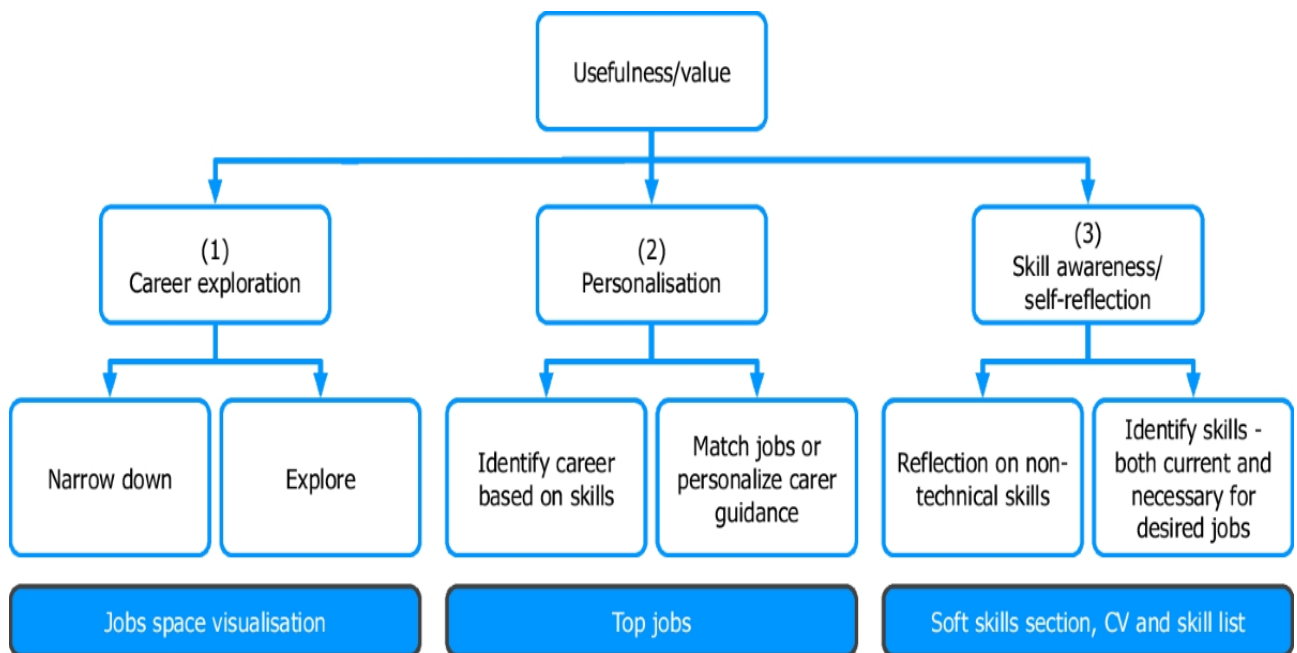 Usefulness/value
(1)
Career exploration
(2)
Personalisation
(3)
Skill awareness/
self-reflection
Narrow down
Explore
Identify career
based on skills
Match jobs or
personalize carer
guidance
Reflection on non-
technical skills
Identify skills -
both current and
necessary for
desired jobs
Jobs space visualisation
Top jobs
Soft skills section, CV and skill list